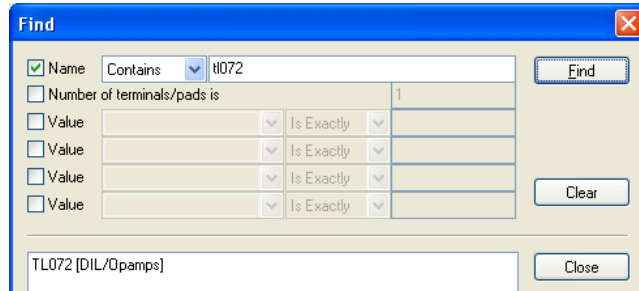 Find
Name Contains tl072 Find
Number of terminals/pads is 1
Value Is Exactly
Value Is Exactly
Value Is Exactly
Value Is Exactly Clear
TL072 [DIL/Opamps] Close